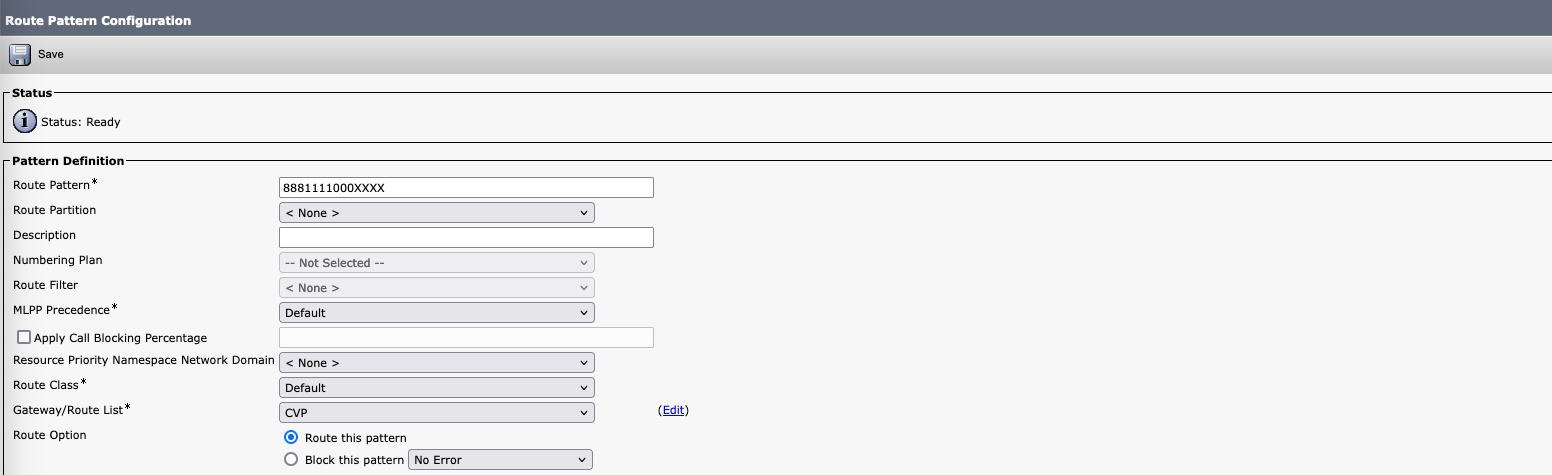 Route Pattern Configuration
Save
Status
Status: Ready
Pattern Definition
Route Pattern* 8881111000XXXX
Route Partition < None >
Description
Numbering Plan -- Not Selected --
Route Filter < None >
MLPP Precedence* Default
Apply Call Blocking Percentage
Resource Priority Namespace Network Domain < None >
Route Class* Default
Gateway/Route List* CVP (Edit)
Route Option Route this pattern
Block this pattern No Error